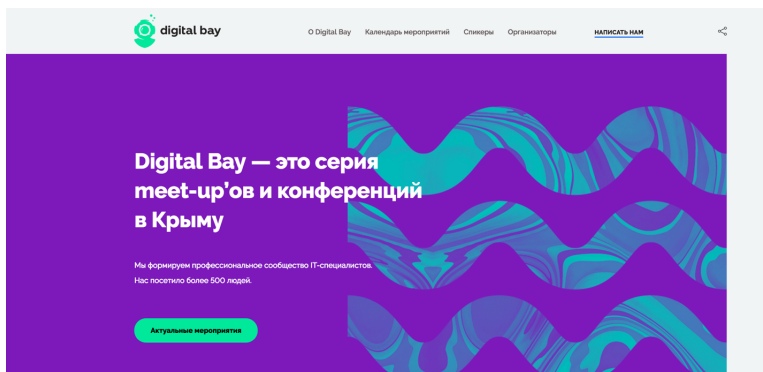 digital bay
О Digital Bay
Календарь мероприятий
Спикеры
Организаторы
НАПИСАТЬ НАМ
Digital Bay — это серия
meet-up’ов и конференций
в Крыму
Мы формируем профессиональное сообщество IT-специалистов.
Нас посетило более 500 людей.
Актуальные мероприятия